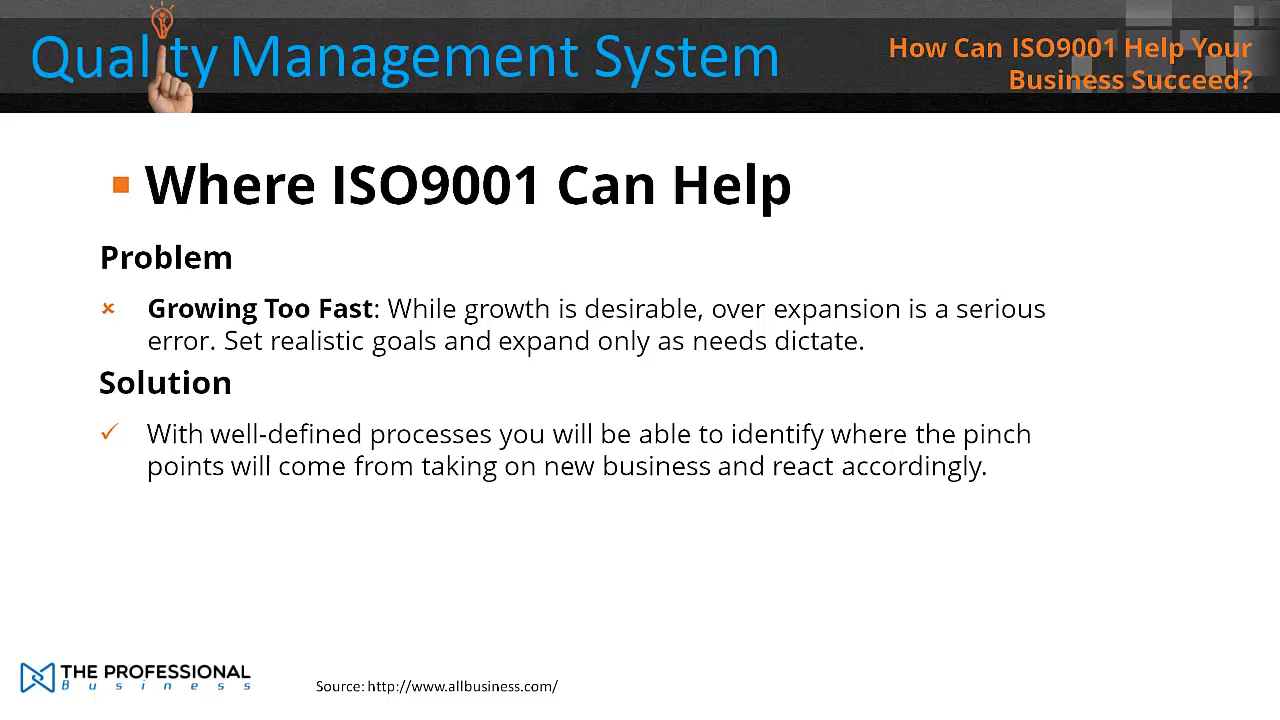 Quality Management System
How Can ISO9001 Help Your
Business Succeed?
Where ISO9001 Can Help
Problem
Growing Too Fast: While growth is desirable, over expansion is a serious
error. Set realistic goals and expand only as needs dictate.
Solution
With well-defined processes you will be able to identify where the pinch
points will come from taking on new business and react accordingly.
THE PROFESSIONAL
Business
Source: http://www.allbusiness.com/